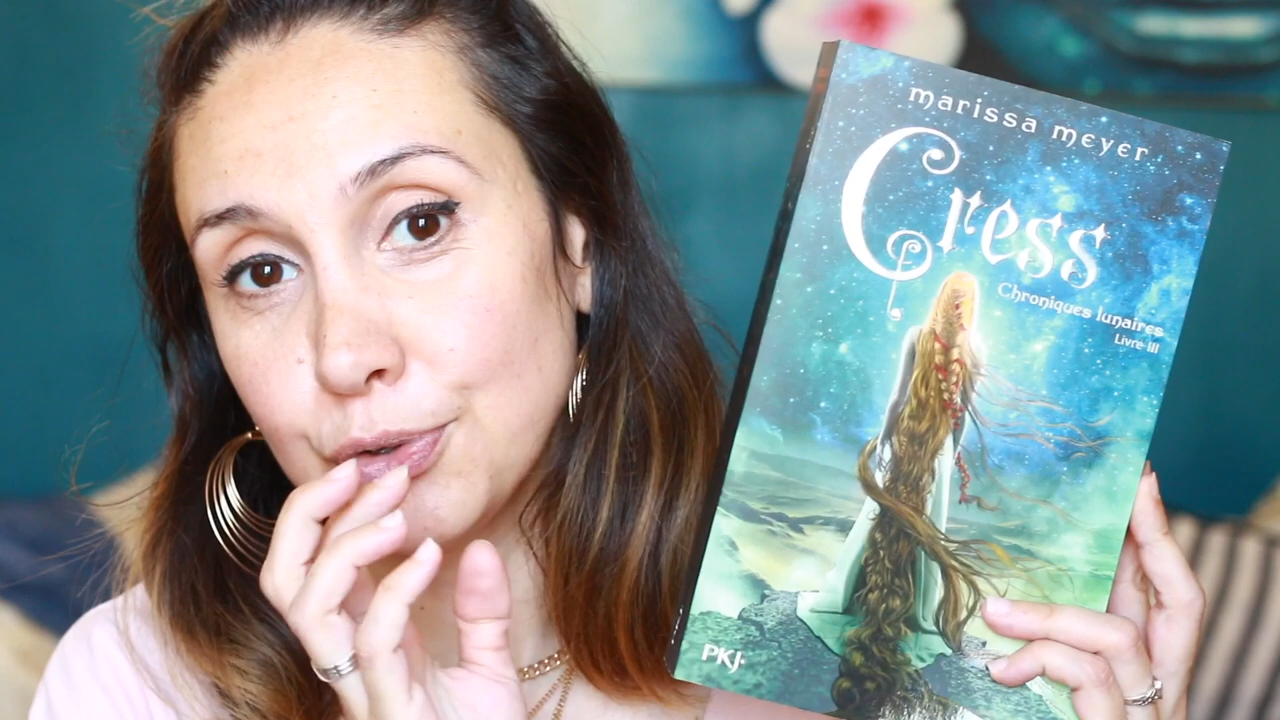 marissa meyer
Cress
Chroniques lunaires
Livre III
PKJ.